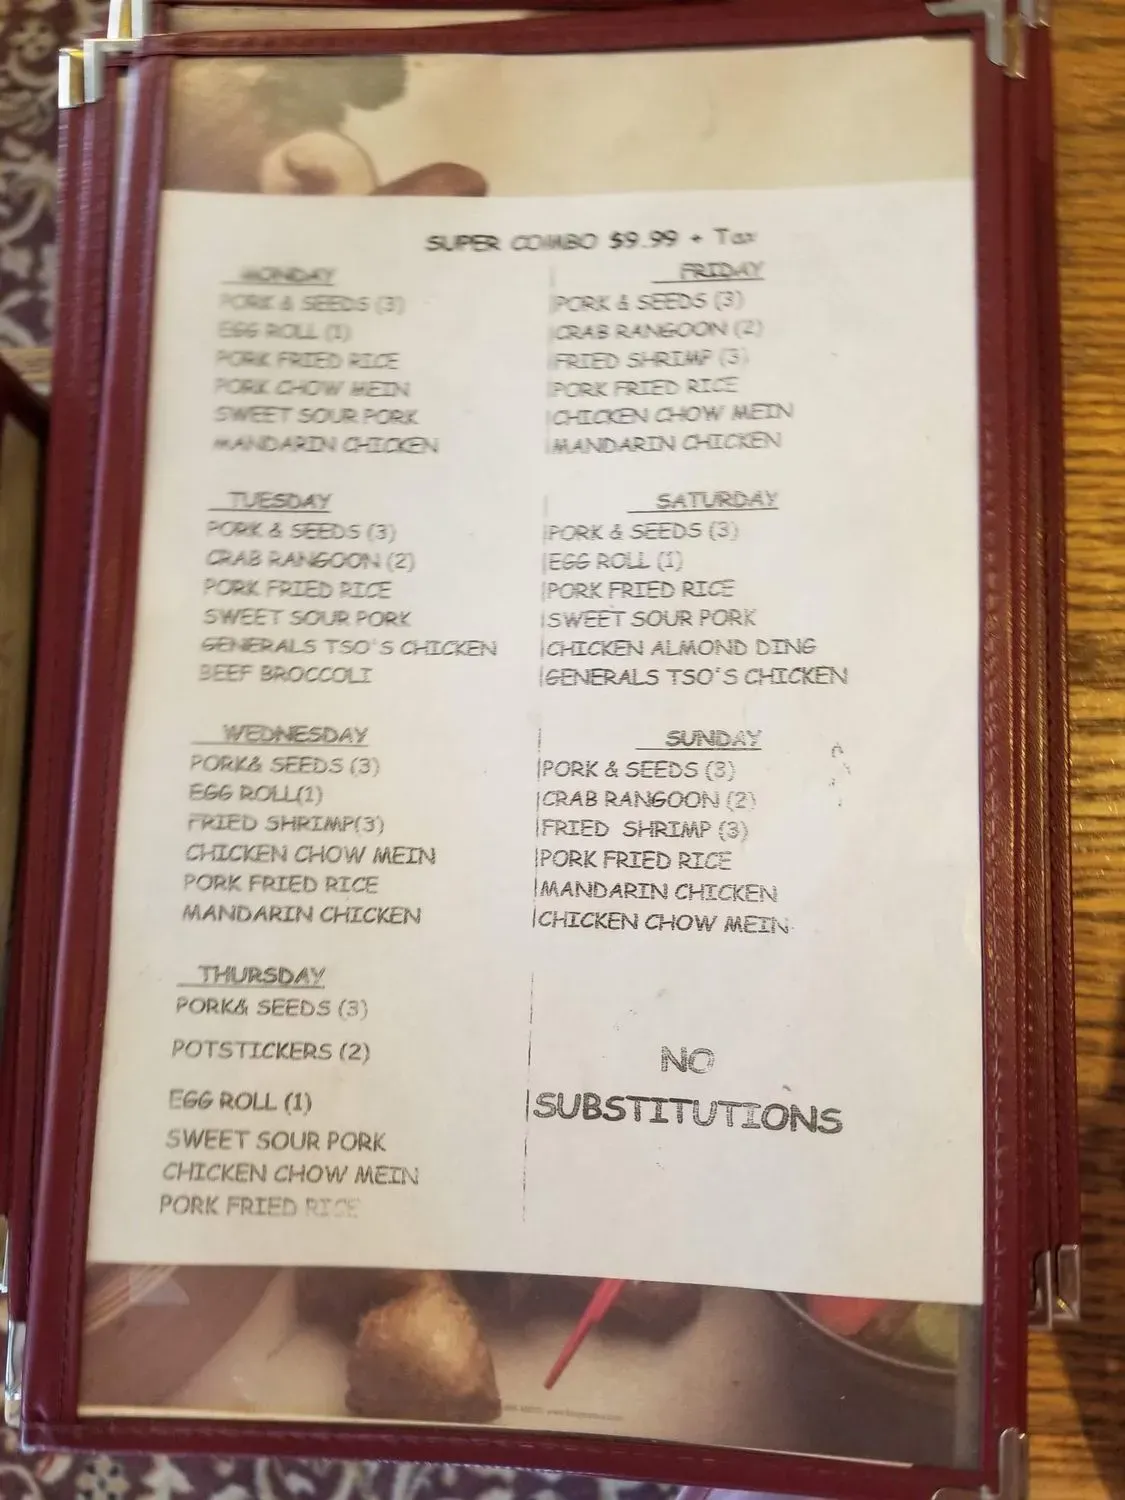 SUPER COMBO $9.99 + Tax
MONDAY
PORK & SEEDS (3)
EGG ROLL (1)
PORK FRIED RICE
PORK CHOW MEIN
SWEET SOUR PORK
MANDARIN CHICKEN
TUESDAY
PORK & SEEDS (3)
CRAB RANGOON (2)
PORK FRIED RICE
SWEET SOUR PORK
GENERALS TSO'S CHICKEN
BEEF BROCCOLI
WEDNESDAY
PORK& SEEDS (3)
EGG ROLL(1)
FRIED SHRIMP(3)
CHICKEN CHOW MEIN
PORK FRIED RICE
MANDARIN CHICKEN
THURSDAY
PORK& SEEDS (3)
POTSTICKERS (2)
EGG ROLL (1)
SWEET SOUR PORK
CHICKEN CHOW MEIN
PORK FRIED RICE
FRIDAY
PORK & SEEDS (3)
CRAB RANGOON (2)
FRIED SHRIMP (3)
PORK FRIED RICE
CHICKEN CHOW MEIN
MANDARIN CHICKEN
SATURDAY
PORK & SEEDS (3)
EGG ROLL (1)
PORK FRIED RICE
SWEET SOUR PORK
CHICKEN ALMOND DING
GENERALS TSO'S CHICKEN
SUNDAY
PORK & SEEDS (3)
CRAB RANGOON (2)
FRIED SHRIMP (3)
PORK FRIED RICE
MANDARIN CHICKEN
CHICKEN CHOW MEIN
NO
SUBSTITUTIONS